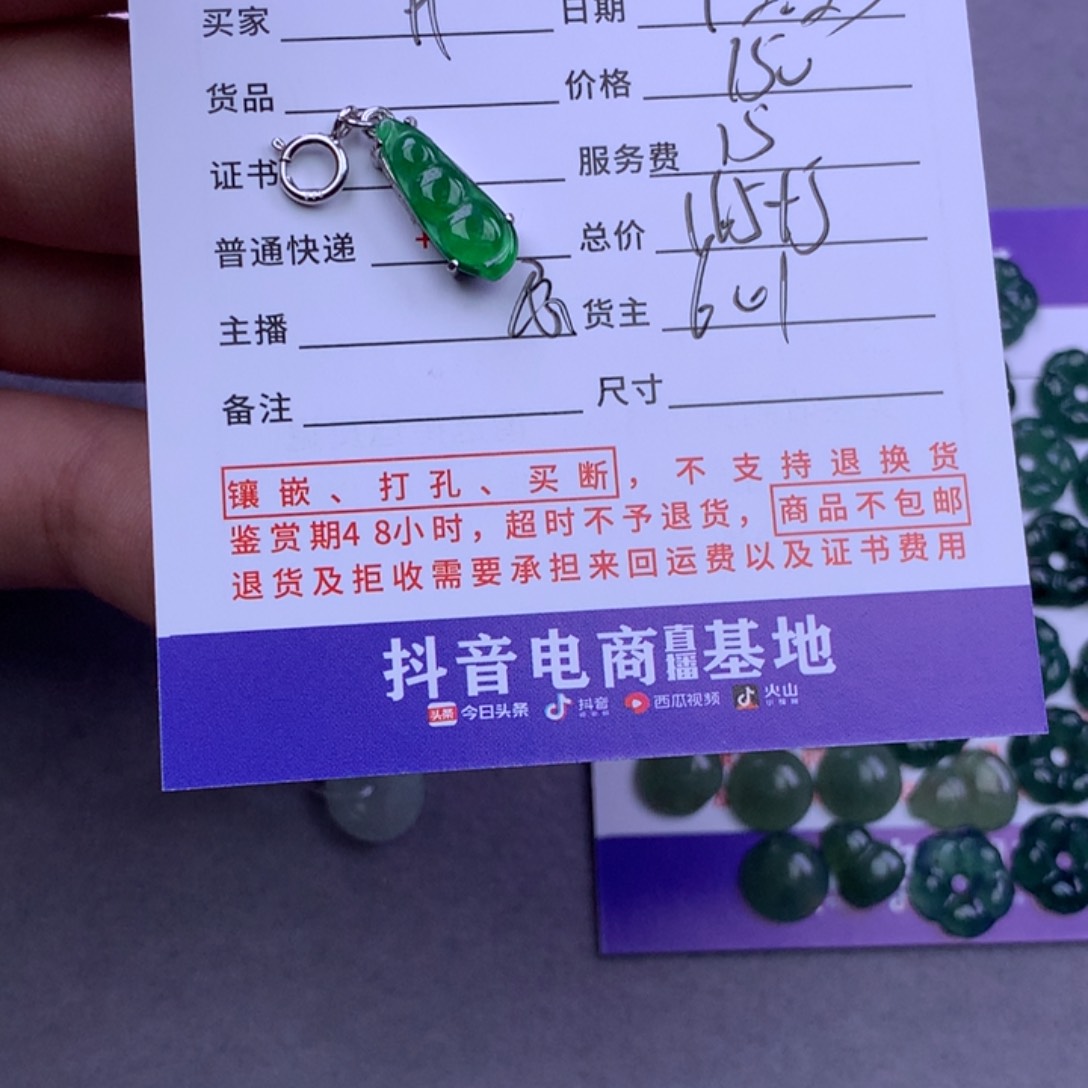 买家 日期
货品 价格 150
证书 服务费 15
普通快递 + 总价 165+5
主播 货主 601
备注 尺寸
镶嵌、打孔、买断，不支持退换货
鉴赏期48小时，超时不予退货，商品不包邮
退货及拒收需要承担来回运费以及证书费用
抖音电商直播基地
头条 今日头条 抖音 西瓜视频 火山